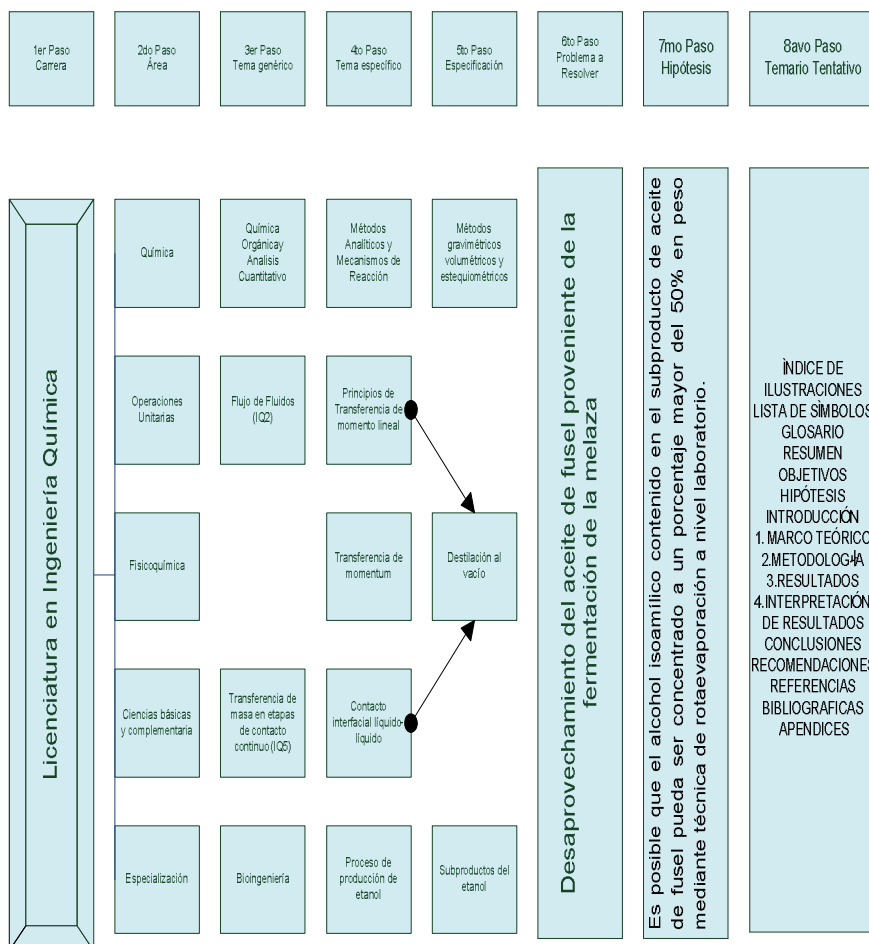 1er Paso
Carrera
2do Paso
Área
3er Paso
Tema genérico
4to Paso
Tema específico
5to Paso
Especificación
6to Paso
Problema a
Resolver
7mo Paso
Hipótesis
8avo Paso
Temario Tentativo
Licenciatura en Ingeniería Química
Química
Química
Orgánicay
Analisis
Cuantitativo
Métodos
Analíticos y
Mecanismos de
Reacción
Métodos
gravimétricos
volumétricos y
estequiométricos
Operaciones
Unitarias
Flujo de Fluidos
(IQ2)
Principios de
Transferencia de
momento lineal
Fisicoquímica
Transferencia de
momentum
Destilación al
vacío
Ciencias básicas
y complementaria
Transferencia de
masa en etapas
de contacto
continuo (IQ5)
Contacto
interfacial líquido-
líquido
Especialización
Bioingeniería
Proceso de
producción de
etanol
Subproductos del
etanol
Desaprovechamiento del aceite de fusel proveniente de la
fermentación de la melaza
Es posible que el alcohol isoamílico contenido en el subproducto de aceite
de fusel pueda ser concentrado a un porcentaje mayor del 50% en peso
mediante técnica de rotaevaporación a nivel laboratorio.
ÌNDICE DE
ILUSTRACIONES
LISTA DE SÌMBOLOS
GLOSARIO
RESUMEN
OBJETIVOS
HIPÓTESIS
INTRODUCCIÓN
1. MARCO TEÓRICO
2.METODOLOGÍA
3.RESULTADOS
4.INTERPRETACIÓN
DE RESULTADOS
CONCLUSIONES
RECOMENDACIONES
REFERENCIAS
BIBLIOGRAFICAS
APENDICES